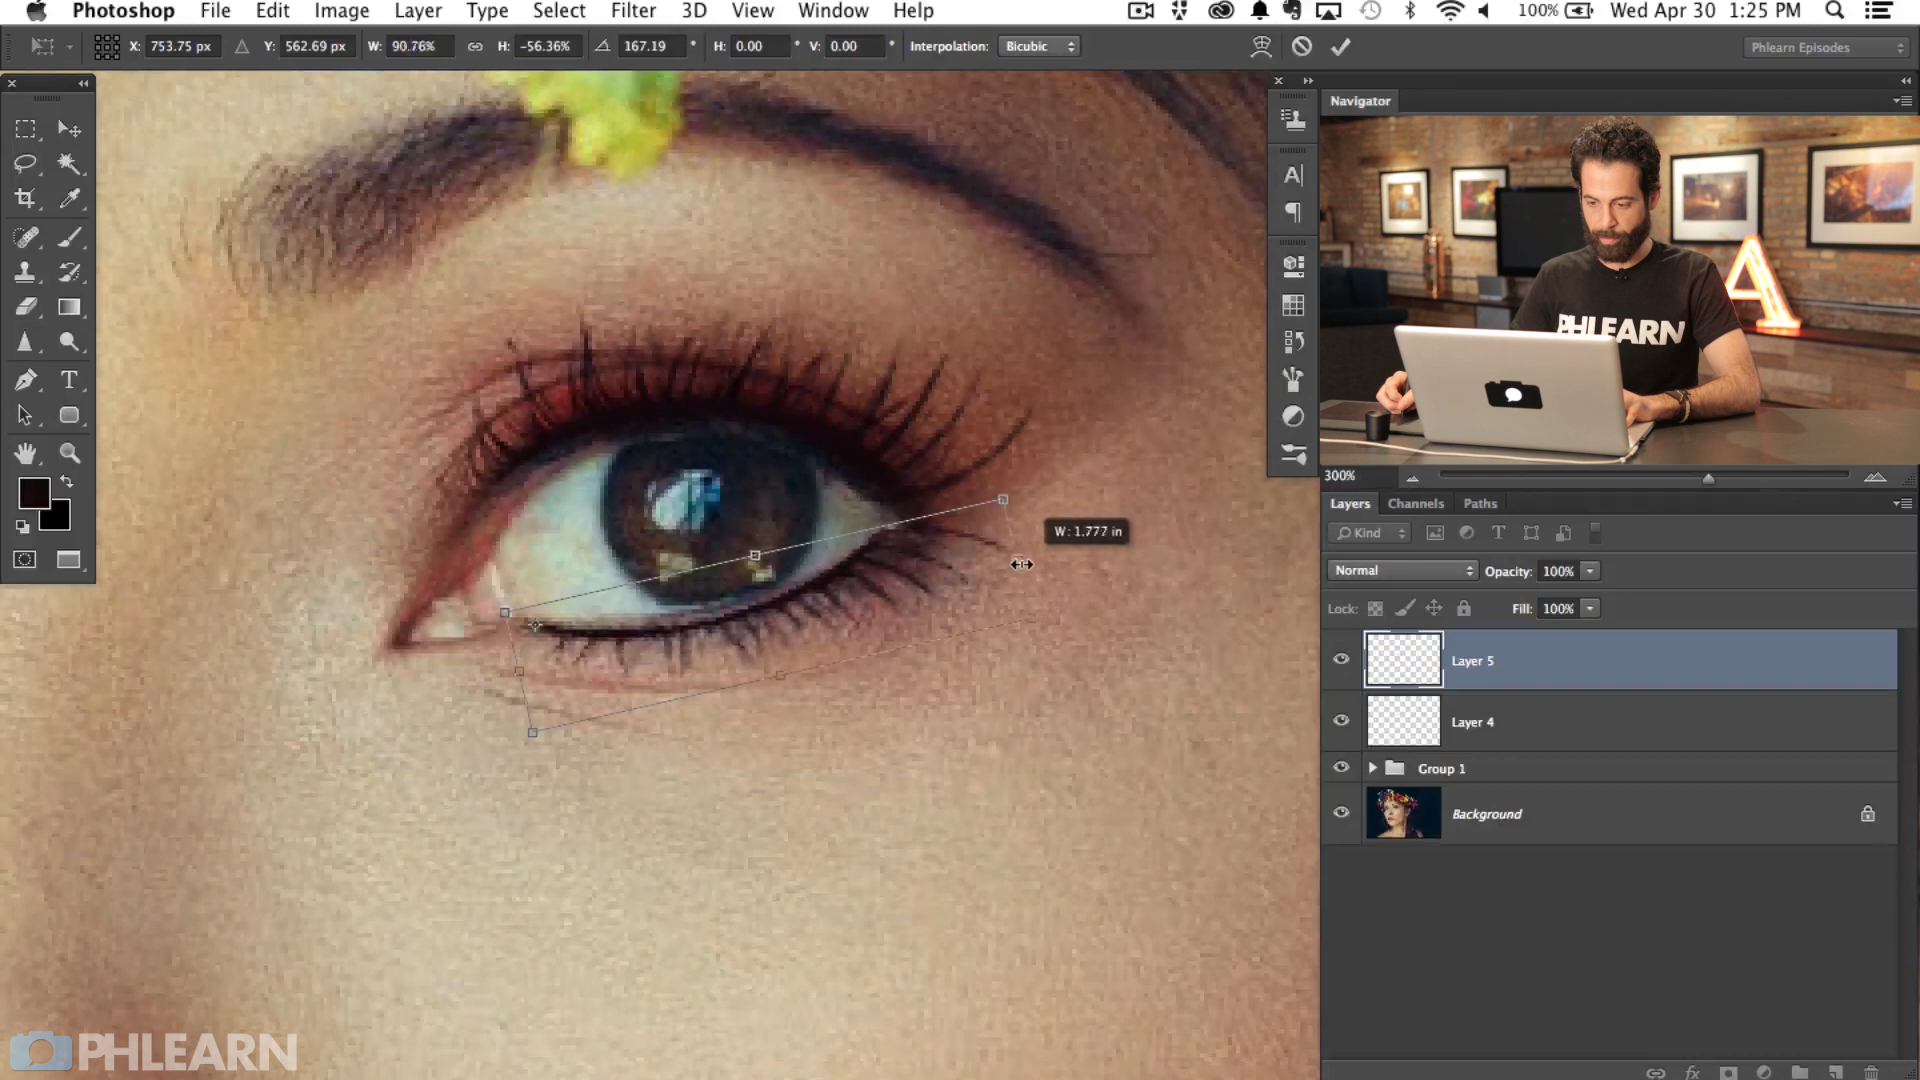 Photoshop File Edit Image Layer Type Select Filter 3D View Window Help 100% Wed Apr 30 1:25 PM
X: 753.75 px Y: 562.69 px W: 90.76% H: -56.36% 167.19 ° H: 0.00 ° V: 0.00 ° Interpolation: Bicubic Phlearn Episodes
Navigator
PHLEARN
A
300%
Layers Channels Paths
Kind
W: 1.777 in
Normal Opacity: 100%
Lock: Fill: 100%
Layer 5
Layer 4
Group 1
Background
PHLEARN